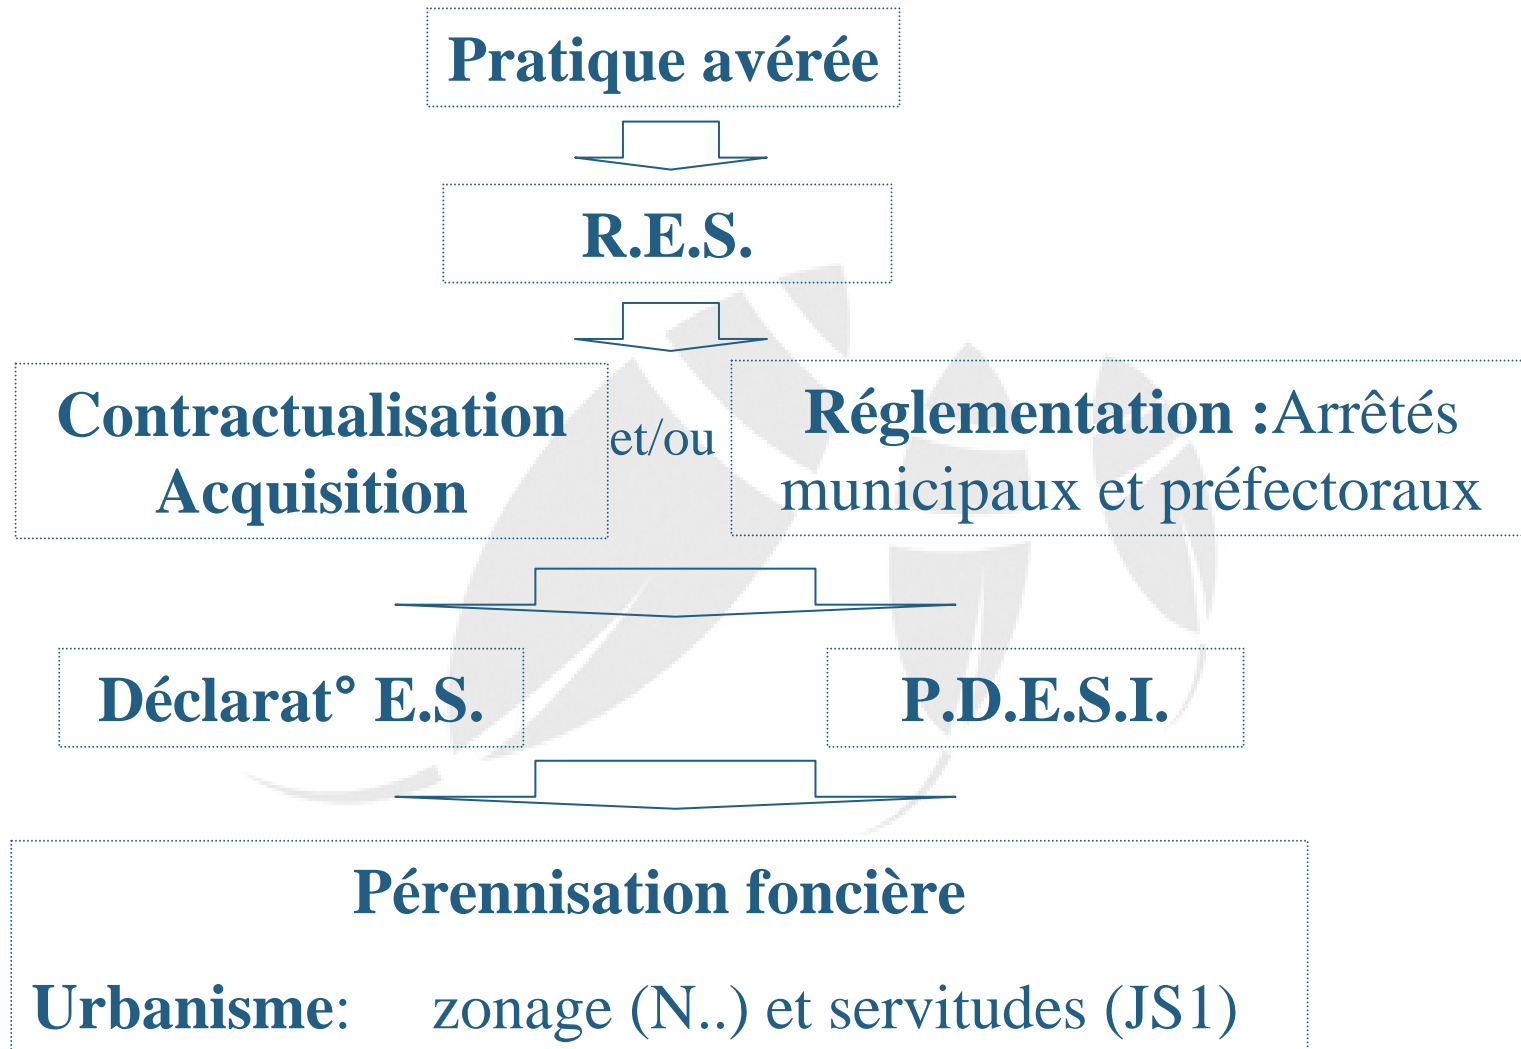 Pratique avérée
R.E.S.
Contractualisation
Acquisition
et/ou
Réglementation :Arrêtés
municipaux et préfectoraux
Déclarat° E.S.
P.D.E.S.I.
Pérennisation foncière
Urbanisme: zonage (N..) et servitudes (JS1)